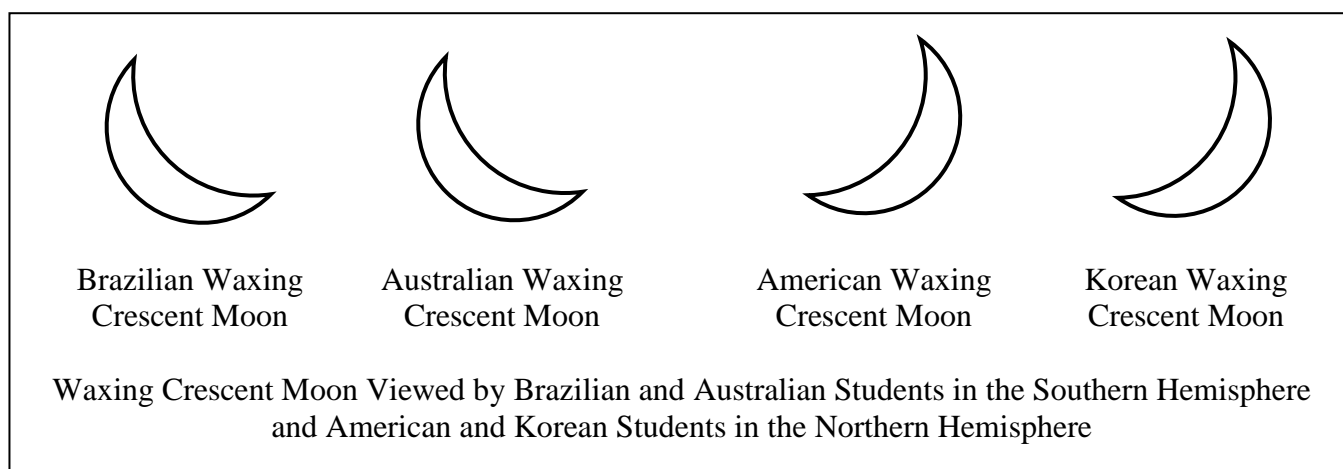 Brazilian Waxing
Crescent Moon
Australian Waxing
Crescent Moon
American Waxing
Crescent Moon
Korean Waxing
Crescent Moon
Waxing Crescent Moon Viewed by Brazilian and Australian Students in the Southern Hemisphere
and American and Korean Students in the Northern Hemisphere